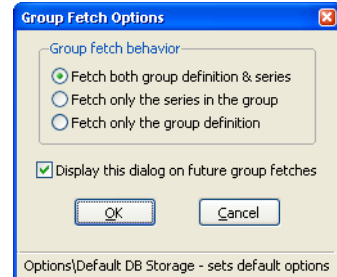 Group Fetch Options
Group fetch behavior
Fetch both group definition & series
Fetch only the series in the group
Fetch only the group definition
Display this dialog on future group fetches
OK
Cancel
Options\Default DB Storage - sets default options